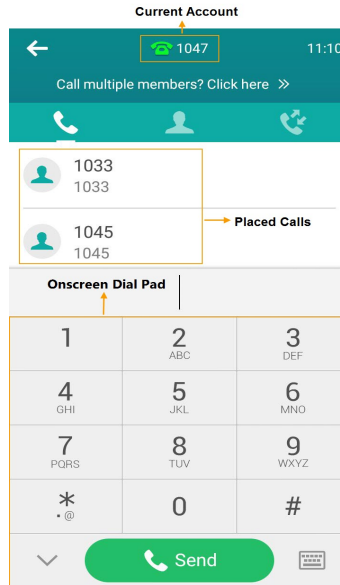 Current Account
1047
11:10
Call multiple members? Click here »
1033
1033
Placed Calls
1045
1045
Onscreen Dial Pad
1 2 3
ABC DEF
4 5 6
GHI JKL MNO
7 8 9
PQRS TUV WXYZ
* 0 #
. @
Send